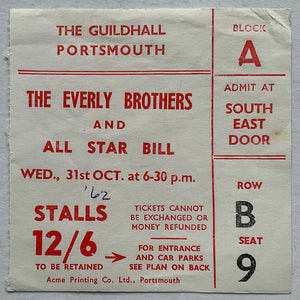 THE GUILDHALL
PORTSMOUTH
THE EVERLY BROTHERS
AND
ALL STAR BILL
WED., 31st OCT. at 6-30 p.m.
'62
STALLS
12/6
TO BE RETAINED
TICKETS CANNOT
BE EXCHANGED OR
MONEY REFUNDED
FOR ENTRANCE
AND CAR PARKS
SEE PLAN ON BACK
Acme Printing Co. Ltd., Portsmouth
BLOCK
A
ADMIT AT
SOUTH
EAST
DOOR
ROW
B
SEAT
9